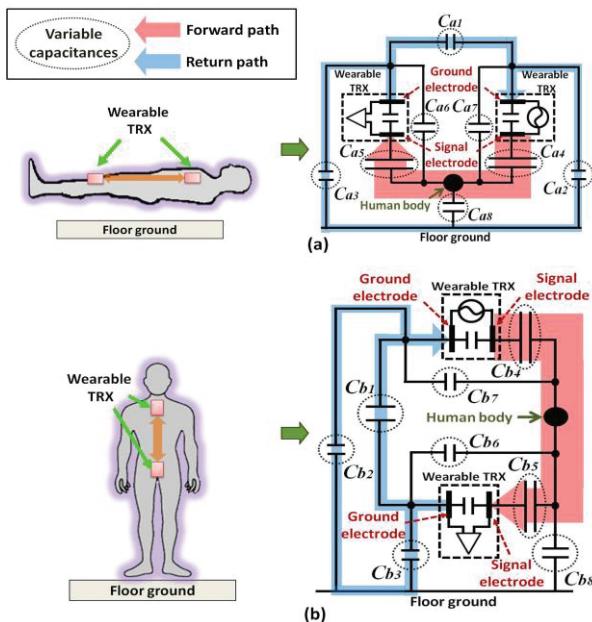 Variable
capacitances
Forward path
Return path
Wearable
TRX
Floor ground
Ca1
Wearable
TRX
Ground
electrode
Wearable
TRX
Ca6
Ca7
Ca5
Signal
electrode
Ca4
Ca3
Human body
Ca8
Ca2
Floor ground
(a)
Ground
electrode
Wearable TRX
Signal
electrode
Cb4
Cb1
Cb7
Human body
Cb2
Cb6
Wearable TRX
Cb5
Ground
electrode
Cb3
Signal
electrode
Cb8
Floor ground
(b)
Wearable
TRX
Floor ground